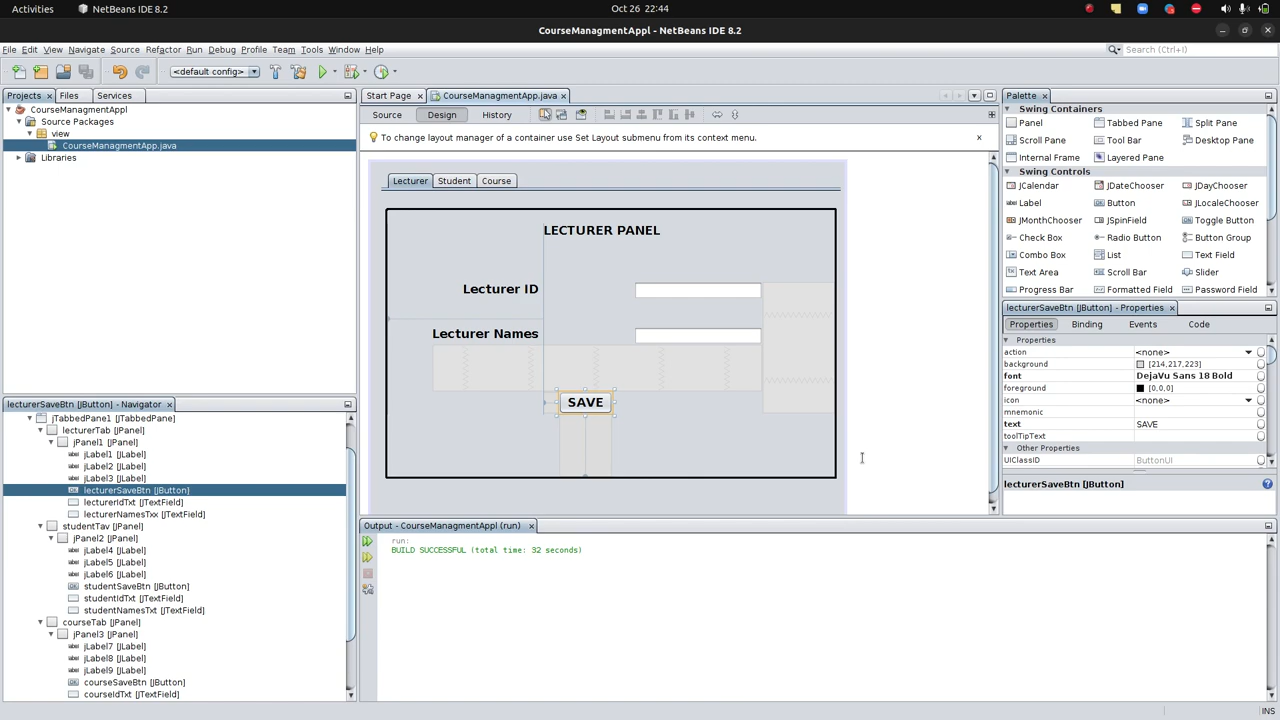 Activities NetBeans IDE 8.2 Oct 26 22:44
CourseManagmentAppl - NetBeans IDE 8.2
File Edit View Navigate Source Refactor Run Debug Profile Team Tools Window Help Search (Ctrl+I)
<default config>
Projects × Files Services
Start Page × CourseManagmentApp.java ×
Palette ×
CourseManagmentAppl
Source Packages
view
CourseManagmentApp.java
Libraries
Source Design History
To change layout manager of a container use Set Layout submenu from its context menu. ×
Lecturer Student Course
LECTURER PANEL
Lecturer ID
Lecturer Names
SAVE
Swing Containers
Panel Tabbed Pane Split Pane
Scroll Pane Tool Bar Desktop Pane
Internal Frame Layered Pane
Swing Controls
JCalendar JDateChooser JDayChooser
Label Button JLocaleChooser
JMonthChooser JSpinField Toggle Button
Check Box Radio Button Button Group
Combo Box List Text Field
Text Area Scroll Bar Slider
Progress Bar Formatted Field Password Field
lecturerSaveBtn [JButton] - Properties ×
Properties Binding Events Code
Properties
action <none>
background [214,217,223]
font DejaVu Sans 18 Bold
foreground [0,0,0]
icon <none>
mnemonic
text SAVE
toolTipText
Other Properties
UIClassID ButtonUI
lecturerSaveBtn [JButton]
lecturerSaveBtn [JButton] - Navigator ×
jTabbedPane1 [JTabbedPane]
lecturerTab [JPanel]
jPanel1 [JPanel]
jLabel1 [JLabel]
jLabel2 [JLabel]
jLabel3 [JLabel]
lecturerSaveBtn [JButton]
lecturerIdTxt [JTextField]
lecturerNamesTxx [JTextField]
studentTav [JPanel]
jPanel2 [JPanel]
jLabel4 [JLabel]
jLabel5 [JLabel]
jLabel6 [JLabel]
studentSaveBtn [JButton]
studentIdTxt [JTextField]
studentNamesTxt [JTextField]
courseTab [JPanel]
jPanel3 [JPanel]
jLabel7 [JLabel]
jLabel8 [JLabel]
jLabel9 [JLabel]
courseSaveBtn [JButton]
courseIdTxt [JTextField]
Output - CourseManagmentAppl (run) ×
run:
BUILD SUCCESSFUL (total time: 32 seconds)
INS